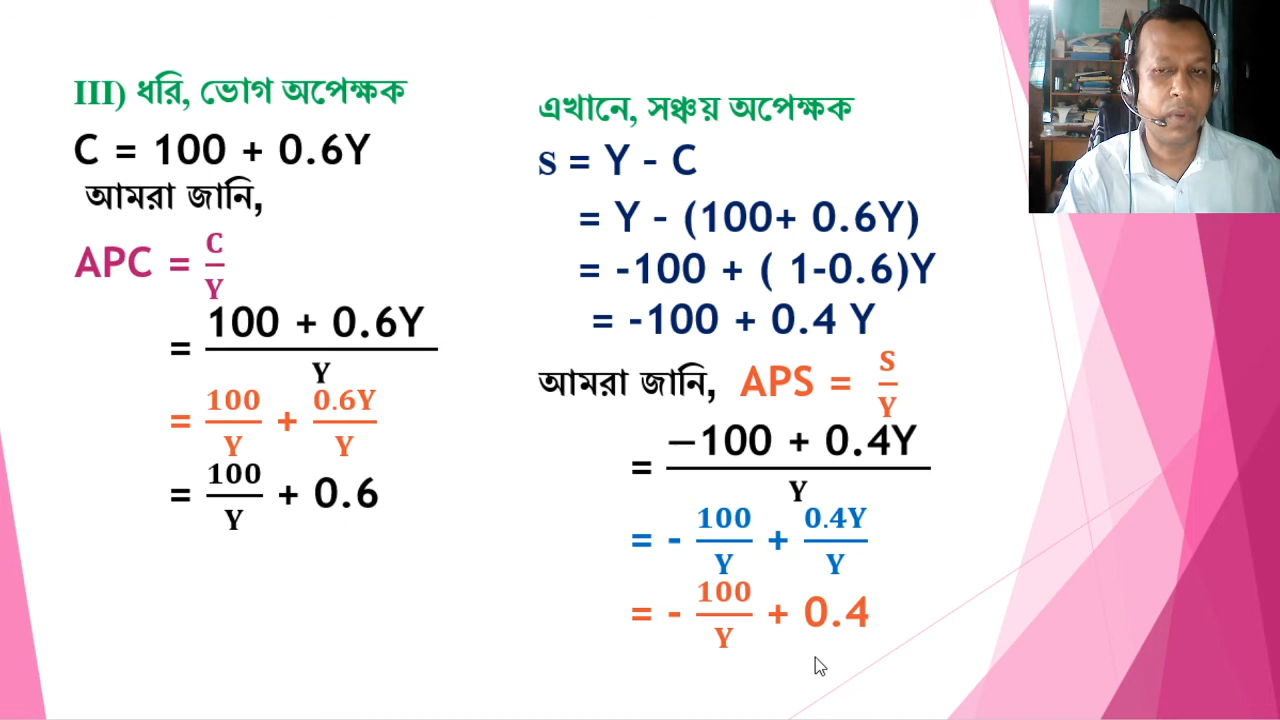 III) ধরি, ভোগ অপেক্ষক
C = 100 + 0.6Y
আমরা জানি,
APC = C/Y
= (100 + 0.6Y)/Y
= 100/Y + 0.6Y/Y
= 100/Y + 0.6
এখানে, সঞ্চয় অপেক্ষক
S = Y - C
= Y - (100+ 0.6Y)
= -100 + ( 1-0.6)Y
= -100 + 0.4 Y
আমরা জানি, APS = S/Y
= (−100 + 0.4Y)/Y
= - 100/Y + 0.4Y/Y
= - 100/Y + 0.4